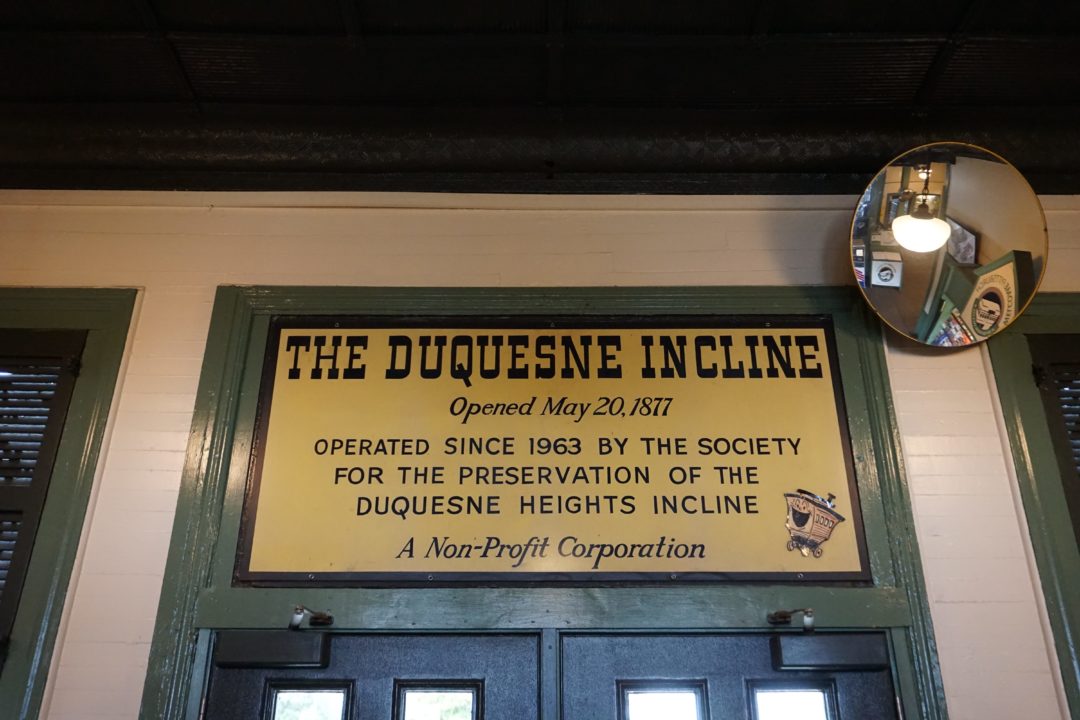 THE DUQUESNE INCLINE
Opened May 20, 1877
OPERATED SINCE 1963 BY THE SOCIETY
FOR THE PRESERVATION OF THE
DUQUESNE HEIGHTS INCLINE
A Non-Profit Corporation